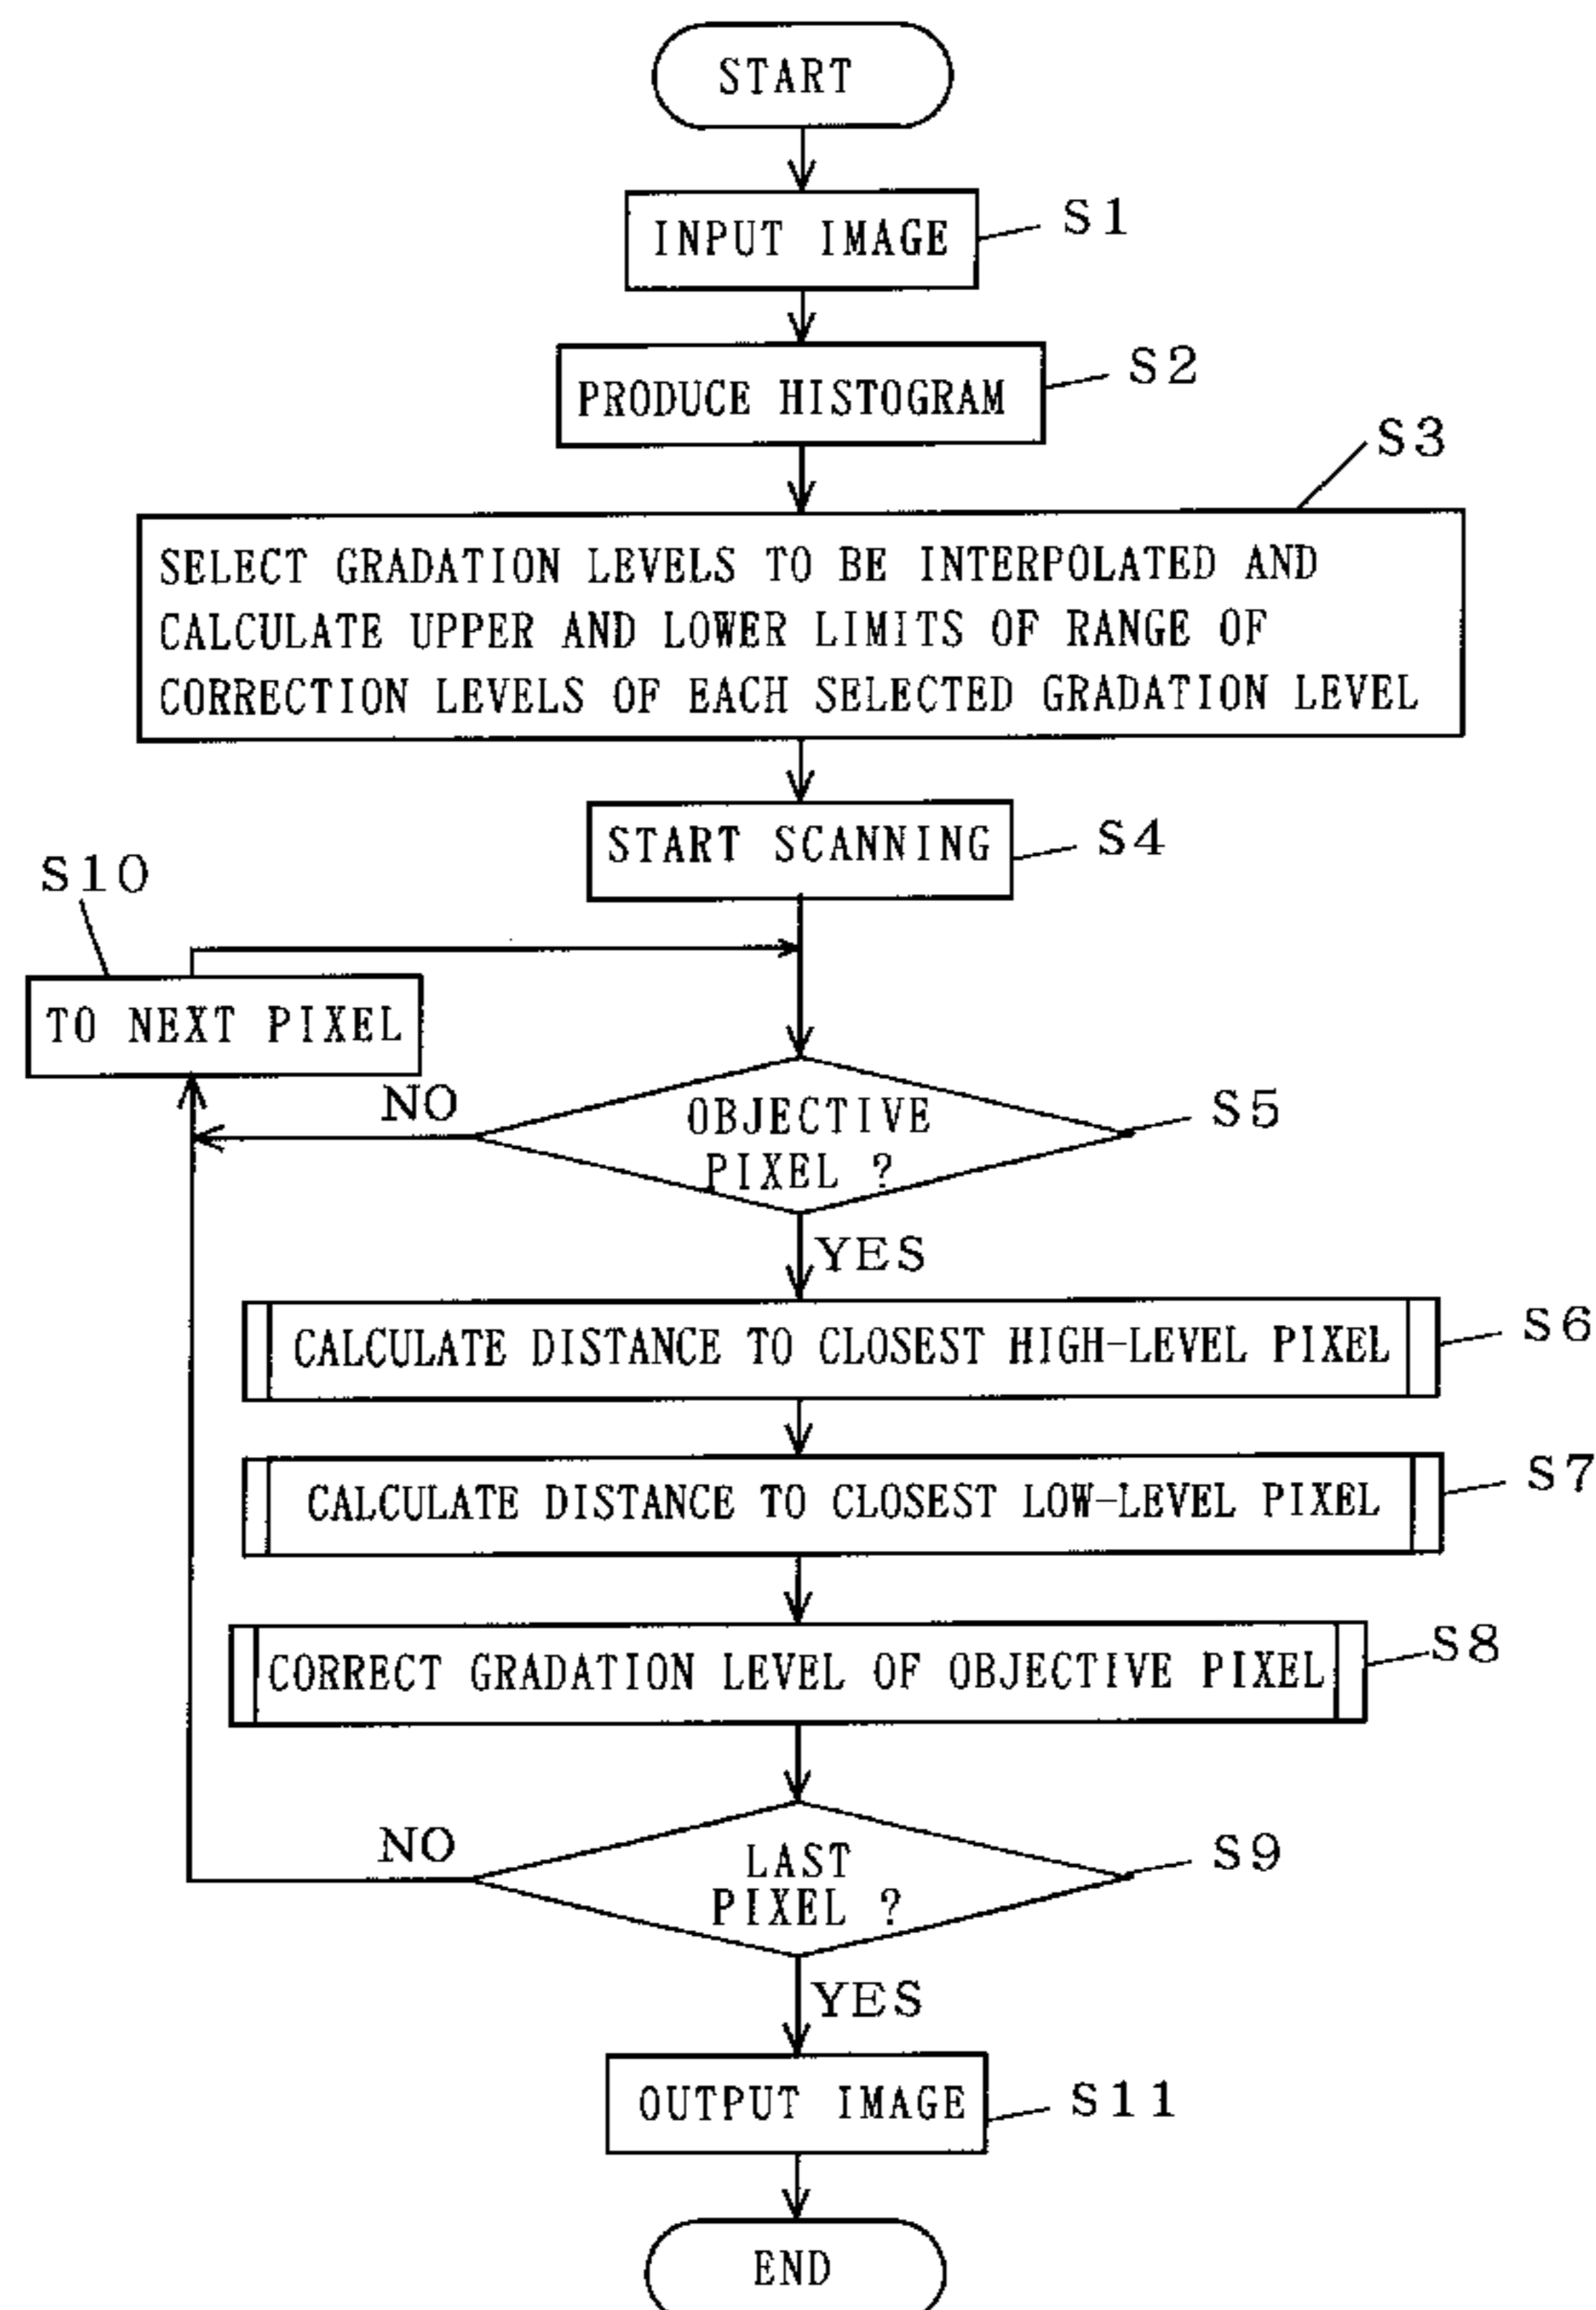 START
INPUT IMAGE
S1
PRODUCE HISTOGRAM
S2
S3
SELECT GRADATION LEVELS TO BE INTERPOLATED AND
CALCULATE UPPER AND LOWER LIMITS OF RANGE OF
CORRECTION LEVELS OF EACH SELECTED GRADATION LEVEL
START SCANNING
S4
S10
TO NEXT PIXEL
NO
OBJECTIVE
PIXEL ?
S5
YES
CALCULATE DISTANCE TO CLOSEST HIGH-LEVEL PIXEL
S6
CALCULATE DISTANCE TO CLOSEST LOW-LEVEL PIXEL
S7
CORRECT GRADATION LEVEL OF OBJECTIVE PIXEL
S8
NO
LAST
PIXEL ?
S9
YES
OUTPUT IMAGE
S11
END